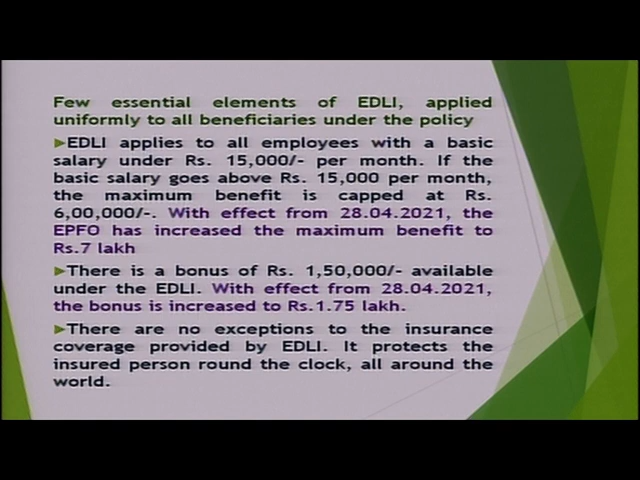 Few essential elements of EDLI, applied
uniformly to all beneficiaries under the policy
➢EDLI applies to all employees with a basic
salary under Rs. 15,000/- per month. If the
basic salary goes above Rs. 15,000 per month,
the maximum benefit is capped at Rs.
6,00,000/-. With effect from 28.04.2021, the
EPFO has increased the maximum benefit to
Rs.7 lakh
➢There is a bonus of Rs. 1,50,000/- available
under the EDLI. With effect from 28.04.2021,
the bonus is increased to Rs.1.75 lakh.
➢There are no exceptions to the insurance
coverage provided by EDLI. It protects the
insured person round the clock, all around the
world.